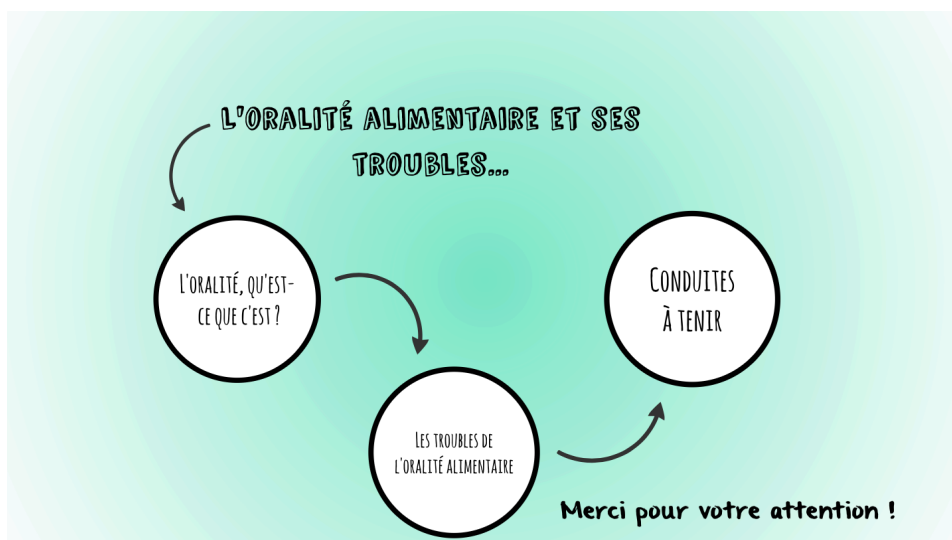 L'ORALITÉ ALIMENTAIRE ET SES
TROUBLES...
L'ORALITÉ, QU'EST-
CE QUE C'EST ?
LES TROUBLES DE
L'ORALITÉ ALIMENTAIRE
CONDUITES
À TENIR
Merci pour votre attention !